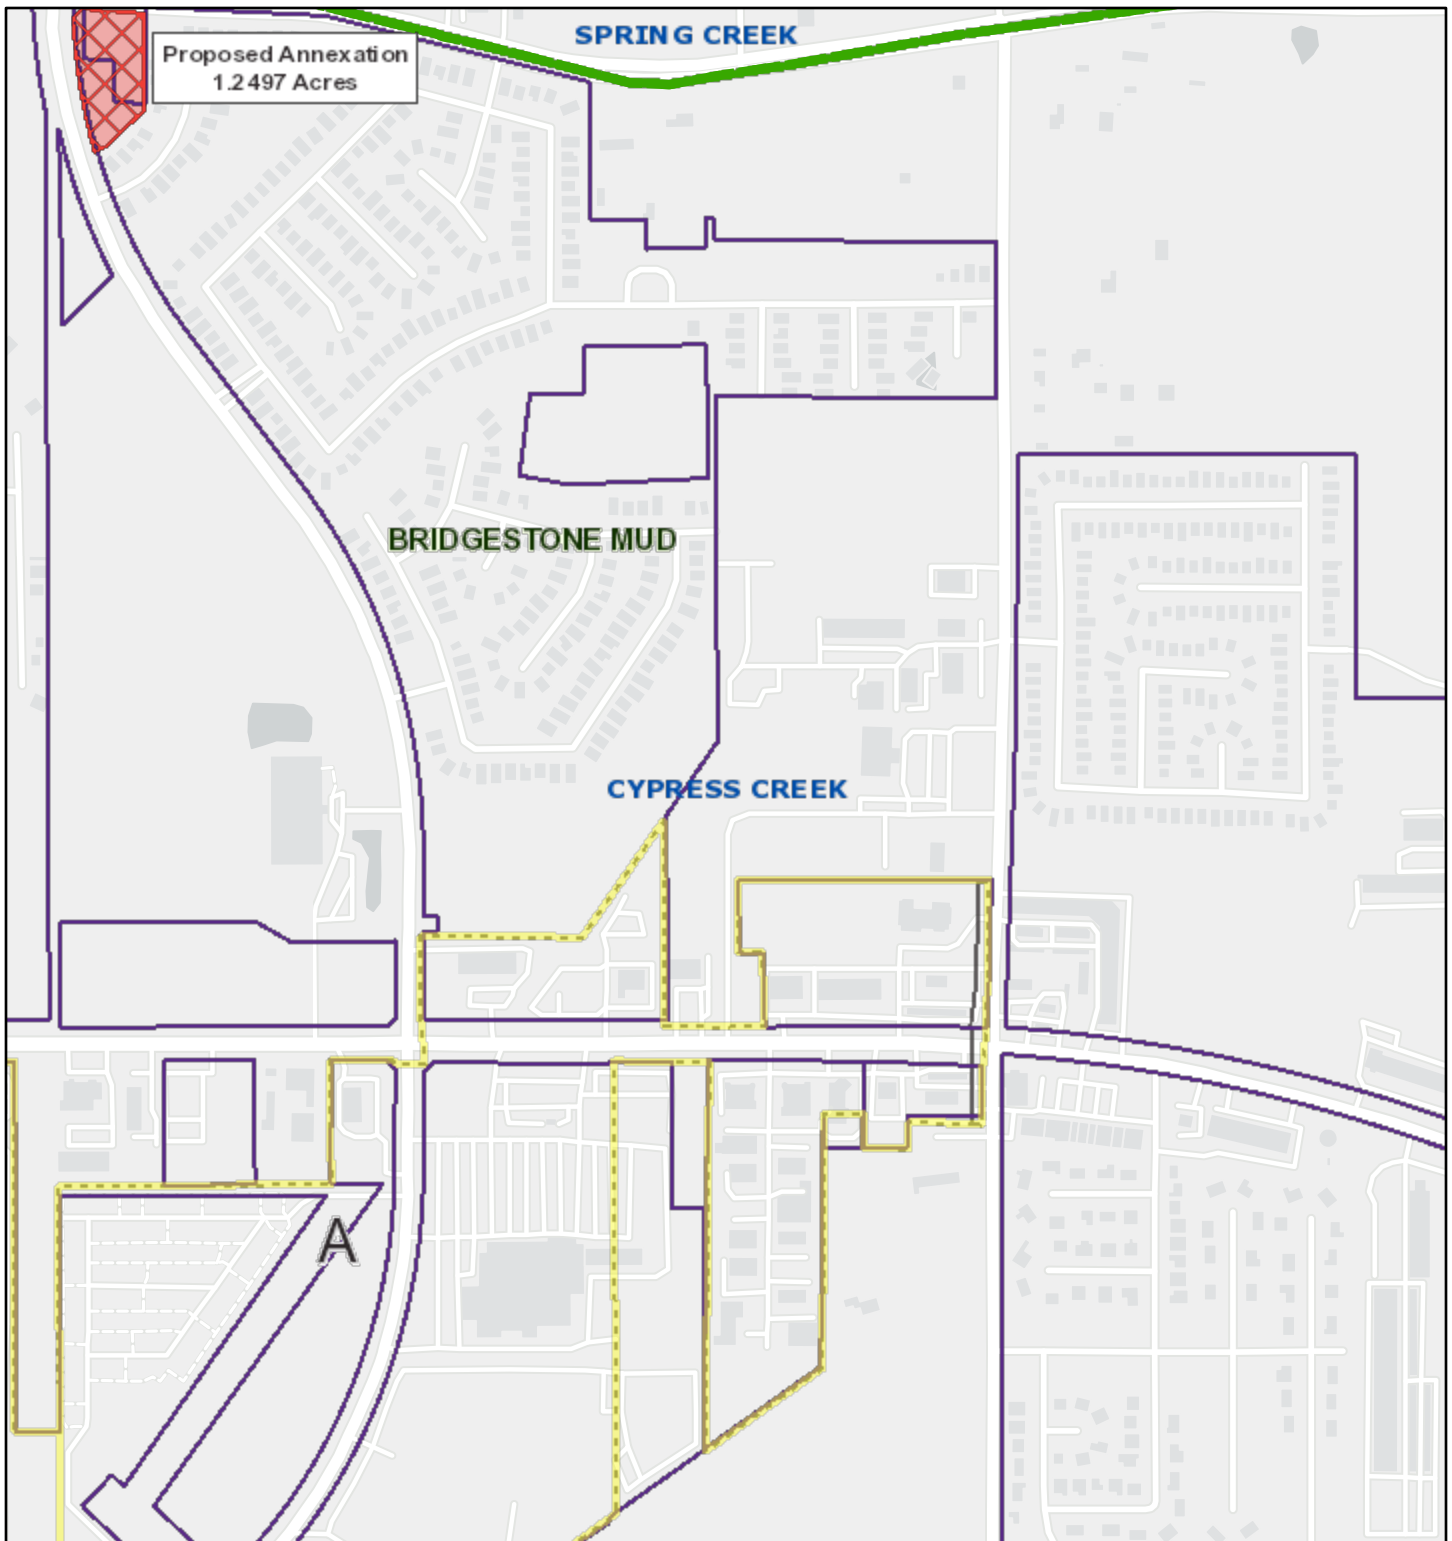 SPRING CREEK
Proposed Annexation
1.2497 Acres
BRIDGESTONE MUD
CYPRESS CREEK
A